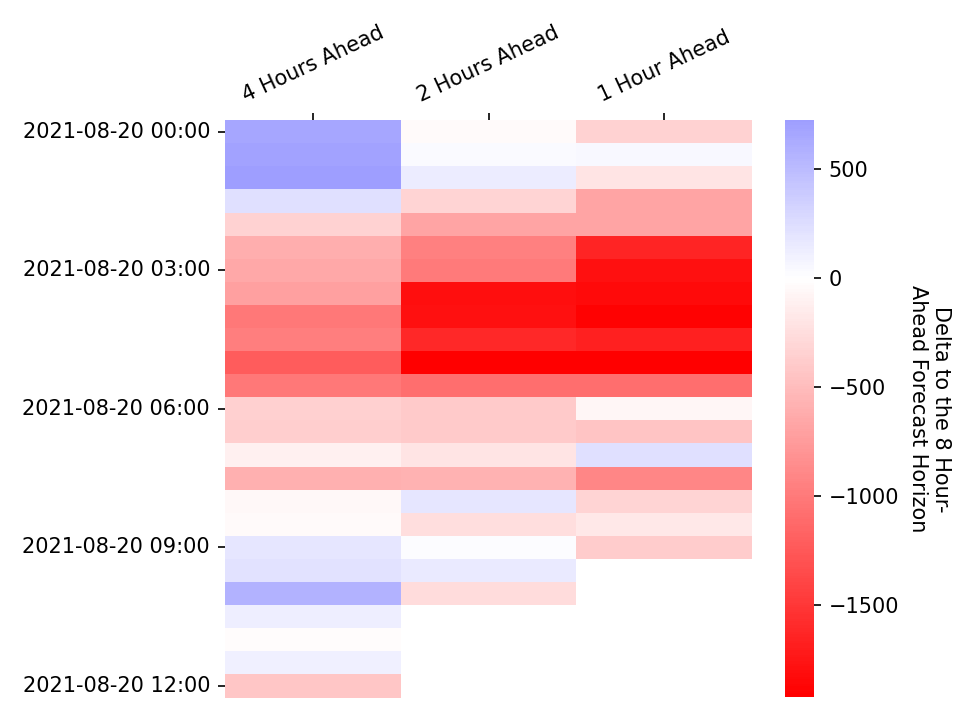 4 Hours Ahead
2 Hours Ahead
1 Hour Ahead
2021-08-20 00:00
2021-08-20 03:00
2021-08-20 06:00
2021-08-20 09:00
2021-08-20 12:00
500
0
−500
−1000
−1500
Delta to the 8 Hour-
Ahead Forecast Horizon